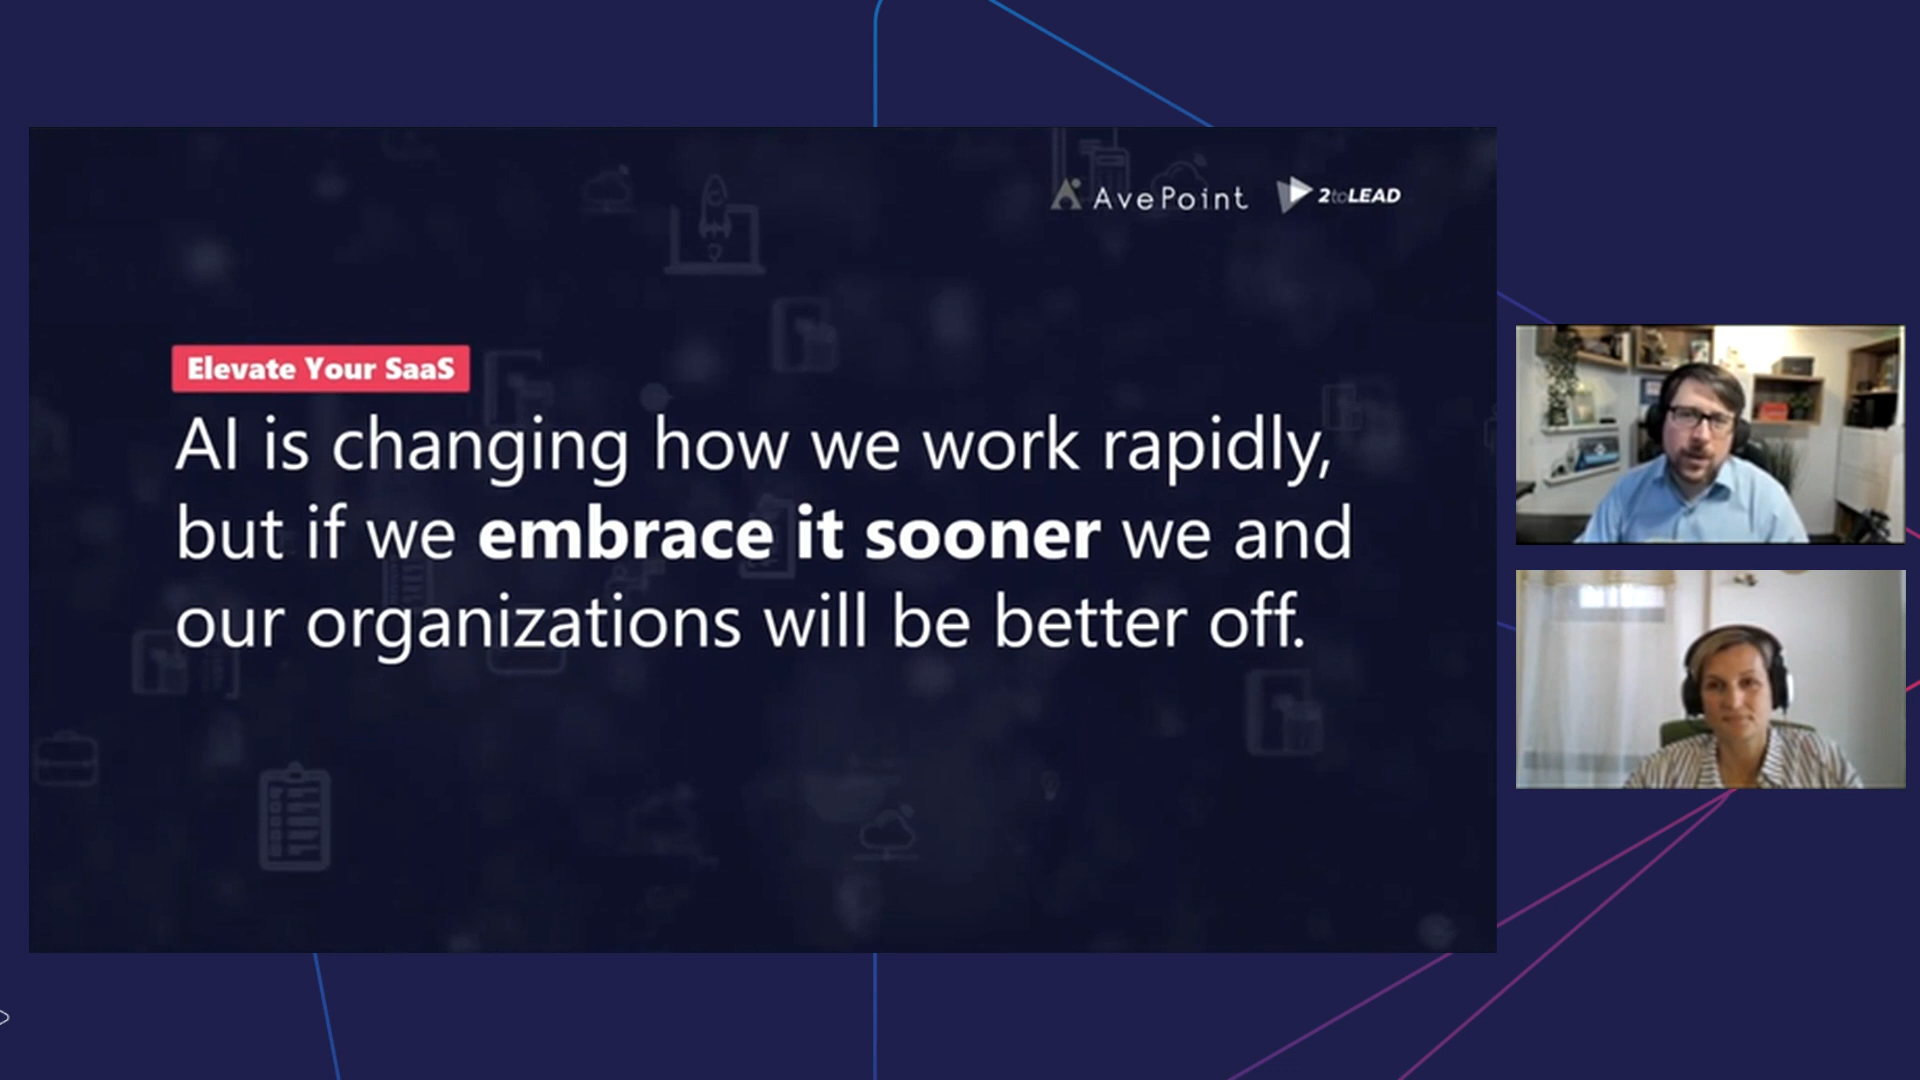 AvePoint
2toLEAD
Elevate Your SaaS
AI is changing how we work rapidly,
but if we embrace it sooner we and
our organizations will be better off.